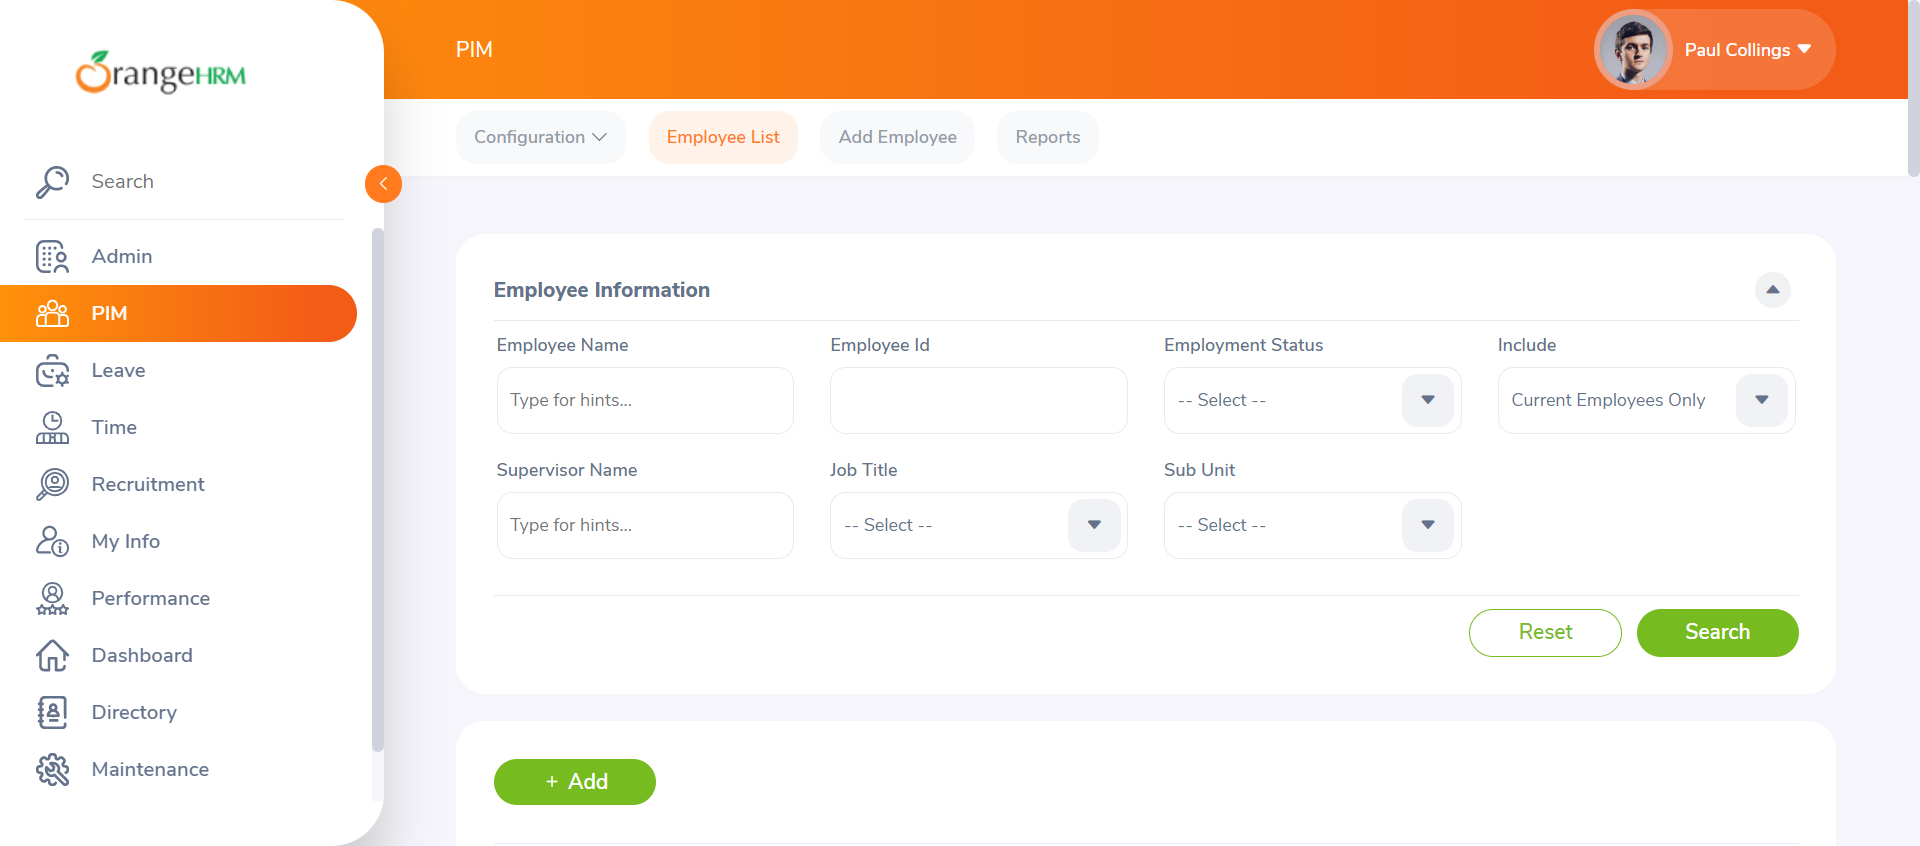 OrangeHRM
PIM
Paul Collings
Configuration
Employee List
Add Employee
Reports
Search
Admin
PIM
Leave
Time
Recruitment
My Info
Performance
Dashboard
Directory
Maintenance
Employee Information
Employee Name
Employee Id
Employment Status
Include
Type for hints...
-- Select --
Current Employees Only
Supervisor Name
Job Title
Sub Unit
Type for hints...
-- Select --
-- Select --
Reset
Search
+ Add